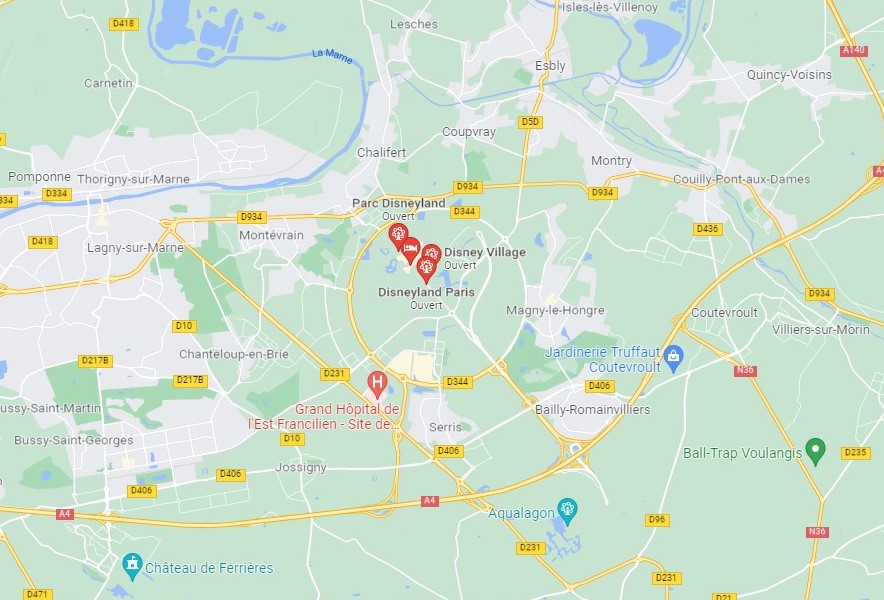 Isles-lès-Villenoy
D418
Lesches
La Marne
A140
Esbly
Quincy-Voisins
Carnetin
D5D
Coupvray
Chalifert
Montry
A4
Pomponne
Thorigny-sur-Marne
Couilly-Pont-aux-Dames
D334
D934
D934
334
Parc Disneyland
Ouvert
D344
D934
D436
Montévrain
D418
Lagny-sur-Marne
Disney Village
Ouvert
Disneyland Paris
Ouvert
D934
Magny-le-Hongre
Coutevroult
Villiers-sur-Morin
D10
Chanteloup-en-Brie
Jardinerie Truffaut
Coutevroult
D217B
D231
N36
D217B
D344
D406
H
ussy-Saint-Martin
Grand Hôpital de
l'Est Francilien - Site de...
Bailly-Romainvilliers
Serris
Bussy-Saint-Georges
D10
D406
Ball-Trap Voulangis
D235
Jossigny
D406
D406
A4
A4
Aqualagon
D96
N36
D231
Château de Ferrières
D231
D471
D21